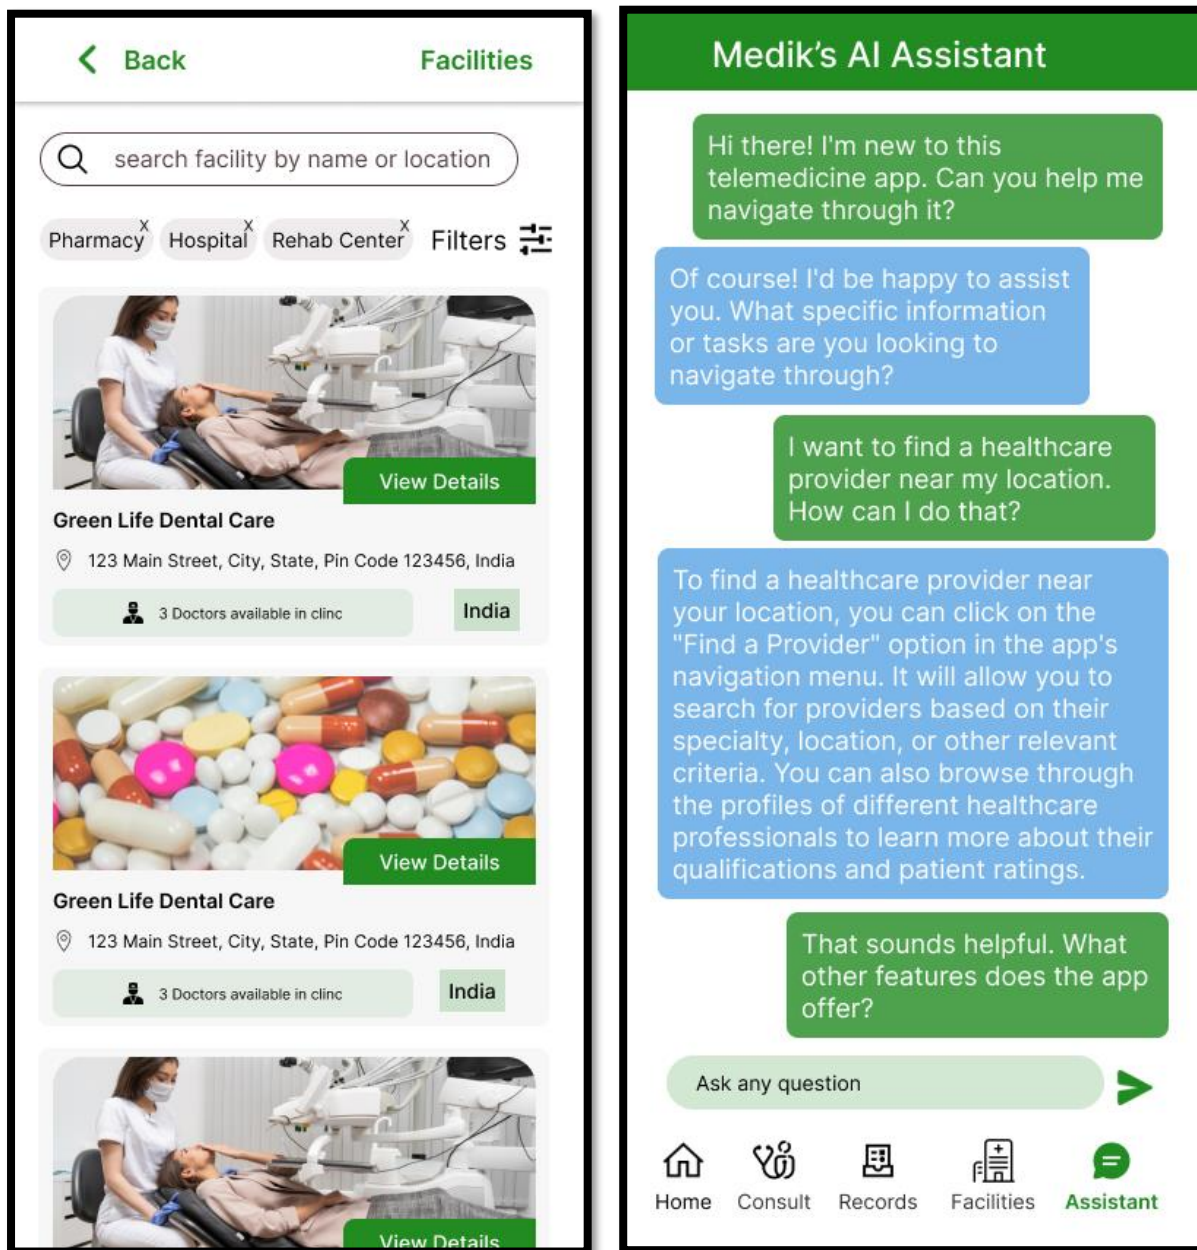 Back
Facilities
search facility by name or location
Pharmacy x Hospital x Rehab Center x Filters
View Details
Green Life Dental Care
123 Main Street, City, State, Pin Code 123456, India
3 Doctors available in clinc
India
View Details
Green Life Dental Care
123 Main Street, City, State, Pin Code 123456, India
3 Doctors available in clinc
India
View Details
Medik’s AI Assistant
Hi there! I'm new to this
telemedicine app. Can you help me
navigate through it?
Of course! I'd be happy to assist
you. What specific information
or tasks are you looking to
navigate through?
I want to find a healthcare
provider near my location.
How can I do that?
To find a healthcare provider near
your location, you can click on the
"Find a Provider" option in the app's
navigation menu. It will allow you to
search for providers based on their
specialty, location, or other relevant
criteria. You can also browse through
the profiles of different healthcare
professionals to learn more about their
qualifications and patient ratings.
That sounds helpful. What
other features does the app
offer?
Ask any question
Home Consult Records Facilities Assistant